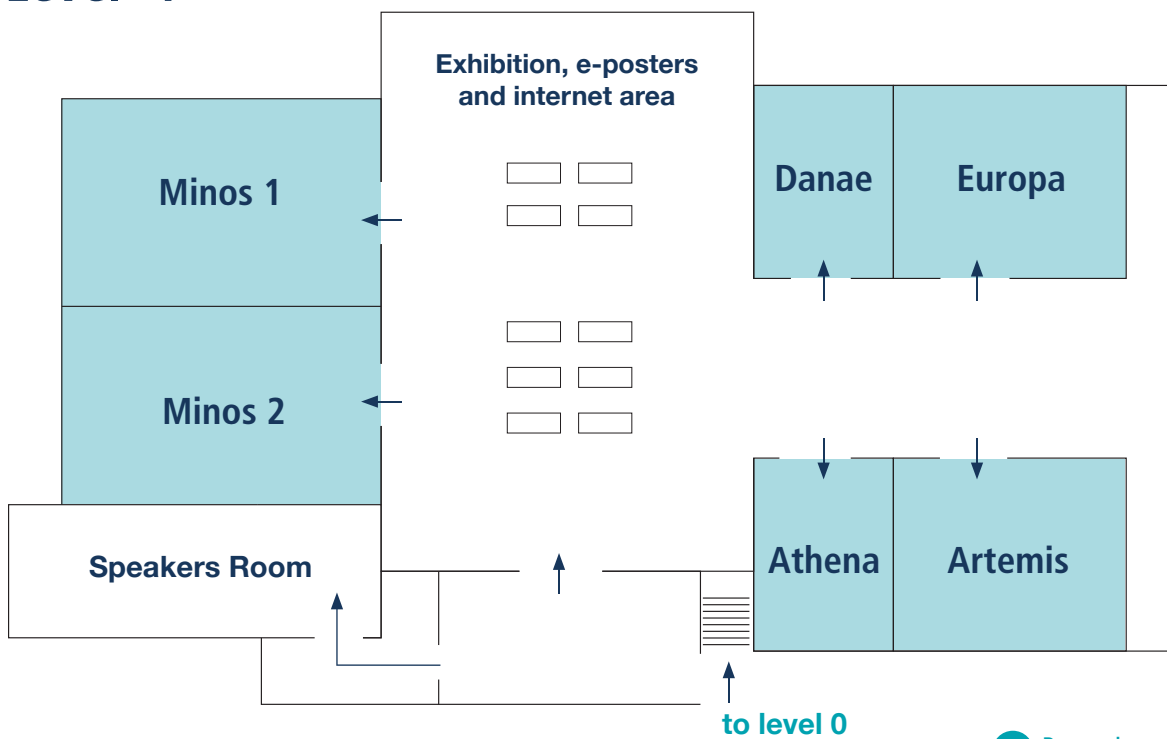 Exhibition, e-posters
and internet area
Minos 1
Danae
Europa
Minos 2
Speakers Room
Athena
Artemis
to level 0